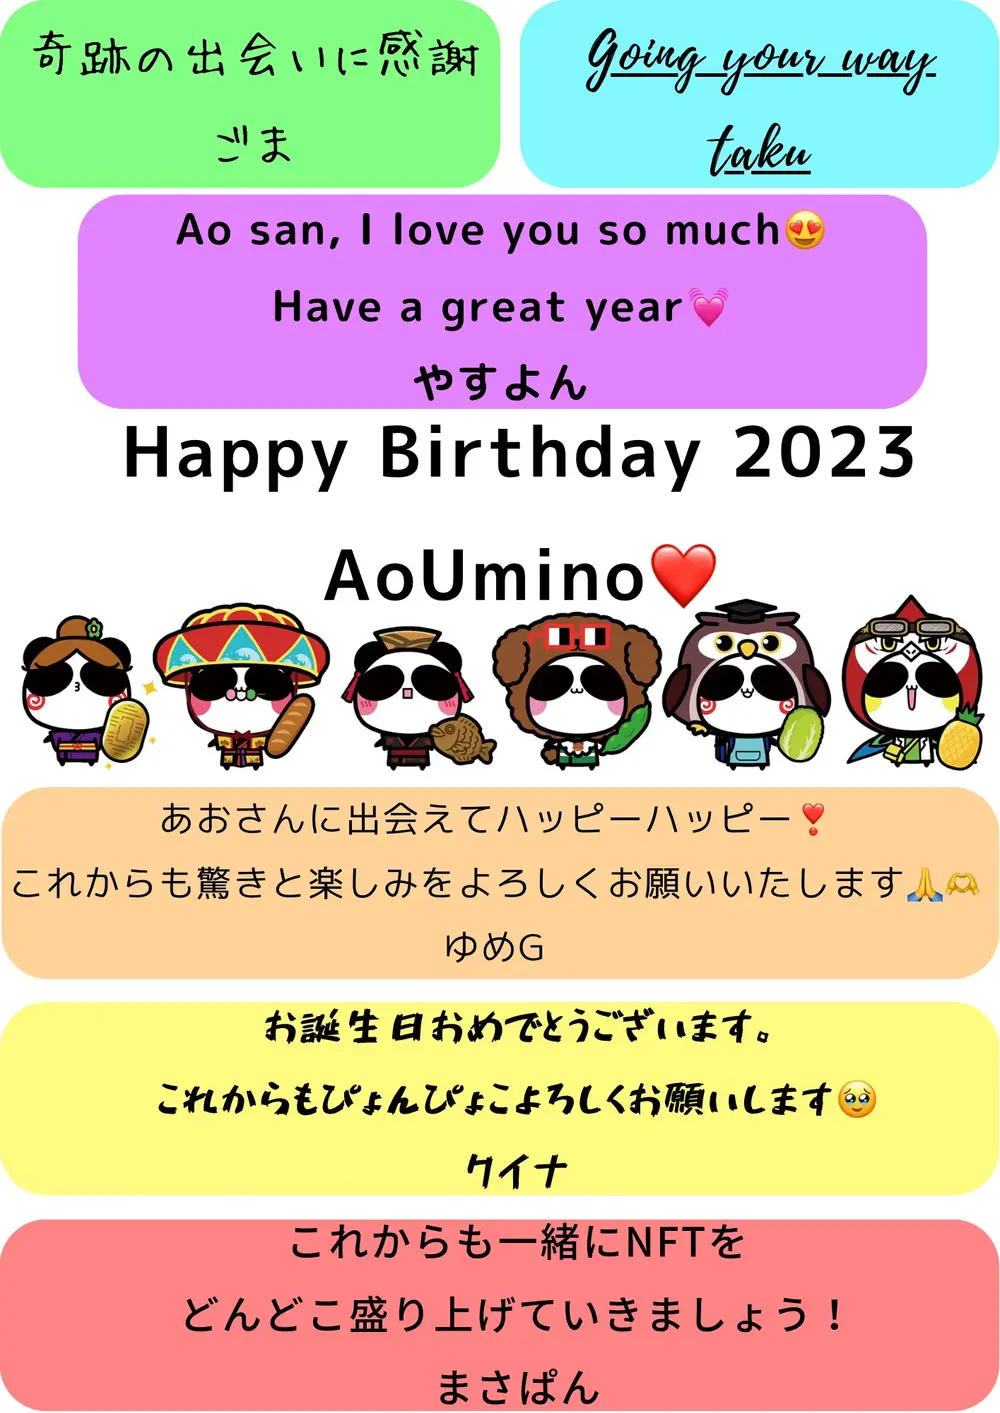 奇跡の出会いに感謝
ごま
Going your way
taku
Ao san, I love you so much😍
Have a great year💓
やすよん
Happy Birthday 2023
AoUmino❤️
あおさんに出会えてハッピーハッピー❣️
これからも驚きと楽しみをよろしくお願いいたします🙏🫶
ゆめG
お誕生日おめでとうございます。
これからもぴょんぴょこよろしくお願いします🥹
クイナ
これからも一緒にNFTを
どんどこ盛り上げていきましょう！
まさぱん